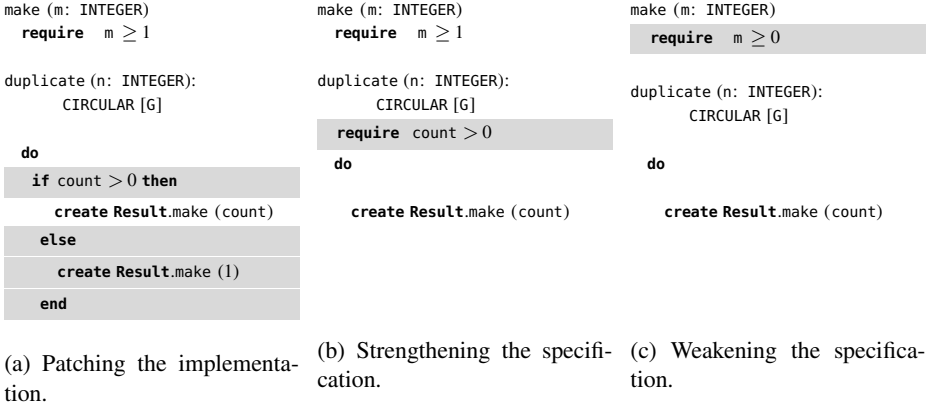 make (m: INTEGER)
require m ≥ 1
duplicate (n: INTEGER):
CIRCULAR [G]
do
if count > 0 then
create Result.make (count)
else
create Result.make (1)
end
(a) Patching the implementa-
tion.
make (m: INTEGER)
require m ≥ 1
duplicate (n: INTEGER):
CIRCULAR [G]
require count > 0
do
create Result.make (count)
(b) Strengthening the specifi-
cation.
make (m: INTEGER)
require m ≥ 0
duplicate (n: INTEGER):
CIRCULAR [G]
do
create Result.make (count)
(c) Weakening the specifica-
tion.